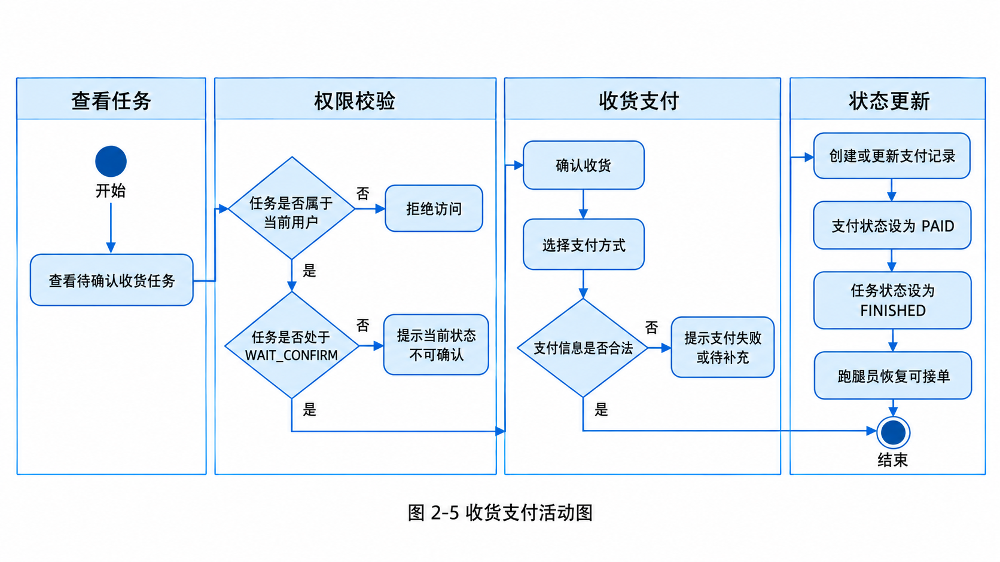 查看任务
开始
查看待确认收货任务
权限校验
任务是否属于
当前用户
否
拒绝访问
是
任务是否处于
WAIT_CONFIRM
否
提示当前状态
不可确认
是
收货支付
确认收货
选择支付方式
支付信息是否合法
否
提示支付失败
或待补充
是
状态更新
创建或更新支付记录
支付状态设为 PAID
任务状态设为
FINISHED
跑腿员恢复可接单
结束
图 2-5 收货支付活动图